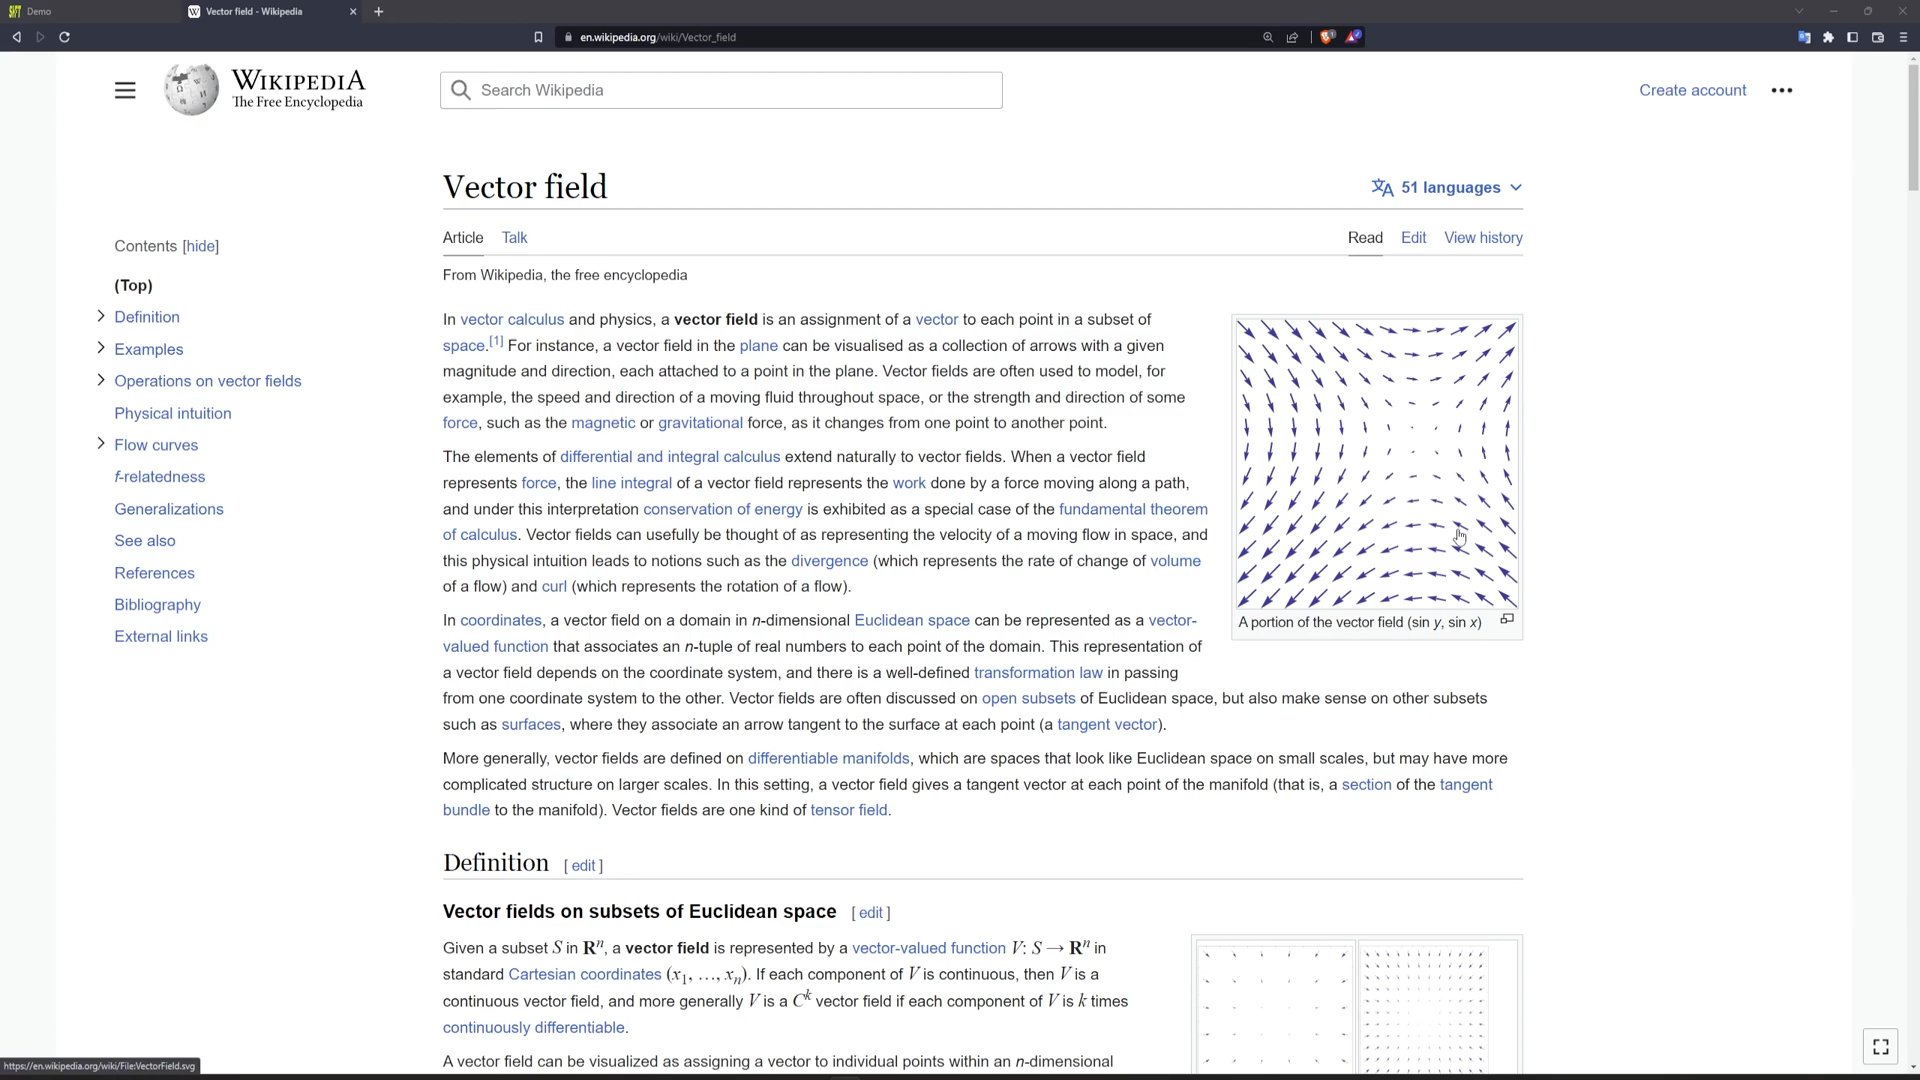 Demo
Vector field - Wikipedia
en.wikipedia.org/wiki/Vector_field
WIKIPEDIA
The Free Encyclopedia
Search Wikipedia
Create account
Vector field
51 languages
Article Talk
Read Edit View history
From Wikipedia, the free encyclopedia
Contents [hide]
(Top)
Definition
Examples
Operations on vector fields
Physical intuition
Flow curves
f-relatedness
Generalizations
See also
References
Bibliography
External links
In vector calculus and physics, a vector field is an assignment of a vector to each point in a subset of
space.[1] For instance, a vector field in the plane can be visualised as a collection of arrows with a given
magnitude and direction, each attached to a point in the plane. Vector fields are often used to model, for
example, the speed and direction of a moving fluid throughout space, or the strength and direction of some
force, such as the magnetic or gravitational force, as it changes from one point to another point.
The elements of differential and integral calculus extend naturally to vector fields. When a vector field
represents force, the line integral of a vector field represents the work done by a force moving along a path,
and under this interpretation conservation of energy is exhibited as a special case of the fundamental theorem
of calculus. Vector fields can usefully be thought of as representing the velocity of a moving flow in space, and
this physical intuition leads to notions such as the divergence (which represents the rate of change of volume
of a flow) and curl (which represents the rotation of a flow).
A portion of the vector field (sin y, sin x)
In coordinates, a vector field on a domain in n-dimensional Euclidean space can be represented as a vector-
valued function that associates an n-tuple of real numbers to each point of the domain. This representation of
a vector field depends on the coordinate system, and there is a well-defined transformation law in passing
from one coordinate system to the other. Vector fields are often discussed on open subsets of Euclidean space, but also make sense on other subsets
such as surfaces, where they associate an arrow tangent to the surface at each point (a tangent vector).
More generally, vector fields are defined on differentiable manifolds, which are spaces that look like Euclidean space on small scales, but may have more
complicated structure on larger scales. In this setting, a vector field gives a tangent vector at each point of the manifold (that is, a section of the tangent
bundle to the manifold). Vector fields are one kind of tensor field.
Definition [ edit ]
Vector fields on subsets of Euclidean space [ edit ]
Given a subset S in Rⁿ, a vector field is represented by a vector-valued function V: S → Rⁿ in
standard Cartesian coordinates (x₁, …, xₙ). If each component of V is continuous, then V is a
continuous vector field, and more generally V is a Cᵏ vector field if each component of V is k times
continuously differentiable.
A vector field can be visualized as assigning a vector to individual points within an n-dimensional
https://en.wikipedia.org/wiki/File:VectorField.svg